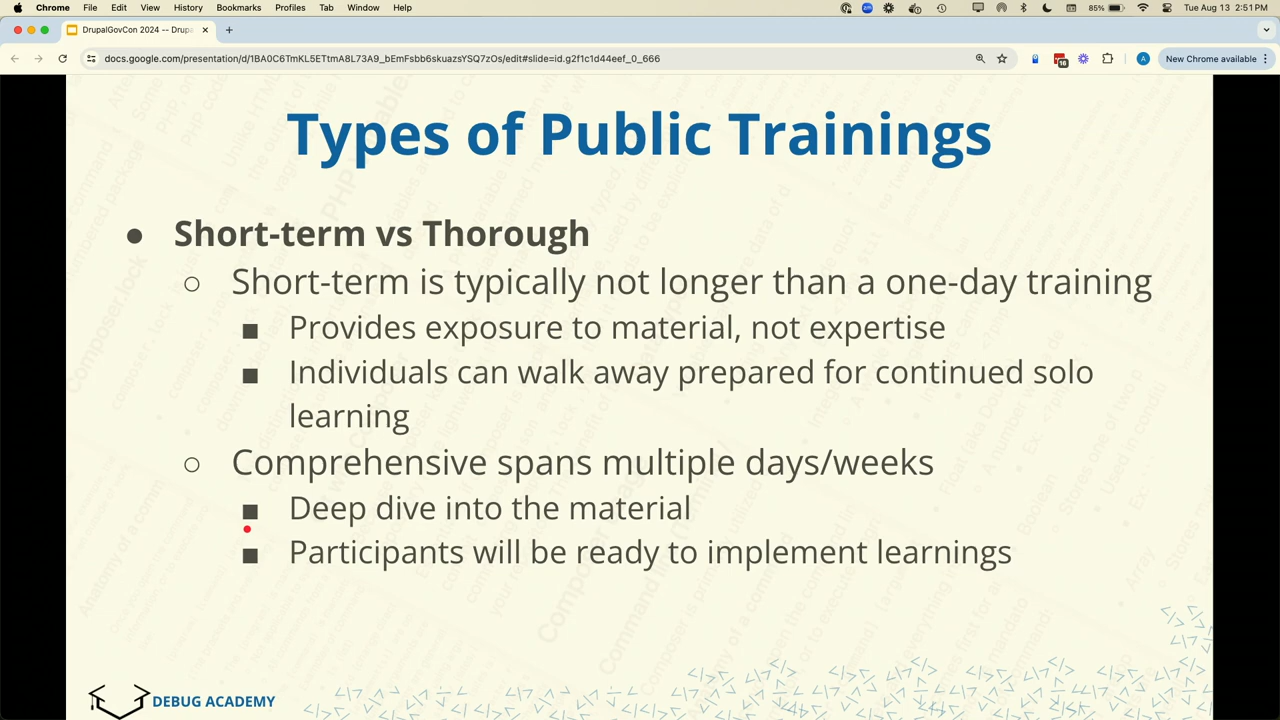 Chrome File Edit View History Bookmarks Profiles Tab Window Help 85% Tue Aug 13 2:51 PM
DrupalGovCon 2024 -- Drup
docs.google.com/presentation/d/1BA0C6TmKL5ETtmA8L73A9_bEmFsbb6skuazsYSQ7zOs/edit#slide=id.g2f1c1d44eef_0_666 16 A New Chrome available
Types of Public Trainings
● Short-term vs Thorough
○ Short-term is typically not longer than a one-day training
■ Provides exposure to material, not expertise
■ Individuals can walk away prepared for continued solo
learning
○ Comprehensive spans multiple days/weeks
■ Deep dive into the material
■ Participants will be ready to implement learnings
DEBUG ACADEMY